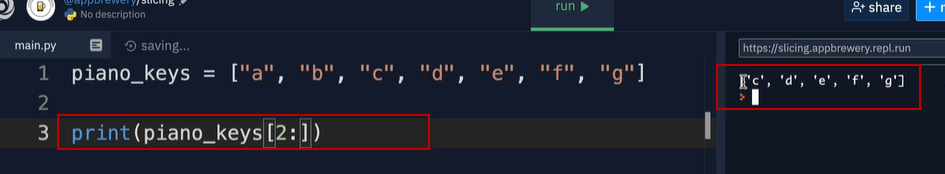 @appbrewery/slicing
No description
run
share
main.py
saving...
https://slicing.appbrewery.repl.run
1 piano_keys = ["a", "b", "c", "d", "e", "f", "g"]
2
3 print(piano_keys[2:])
['c', 'd', 'e', 'f', 'g']